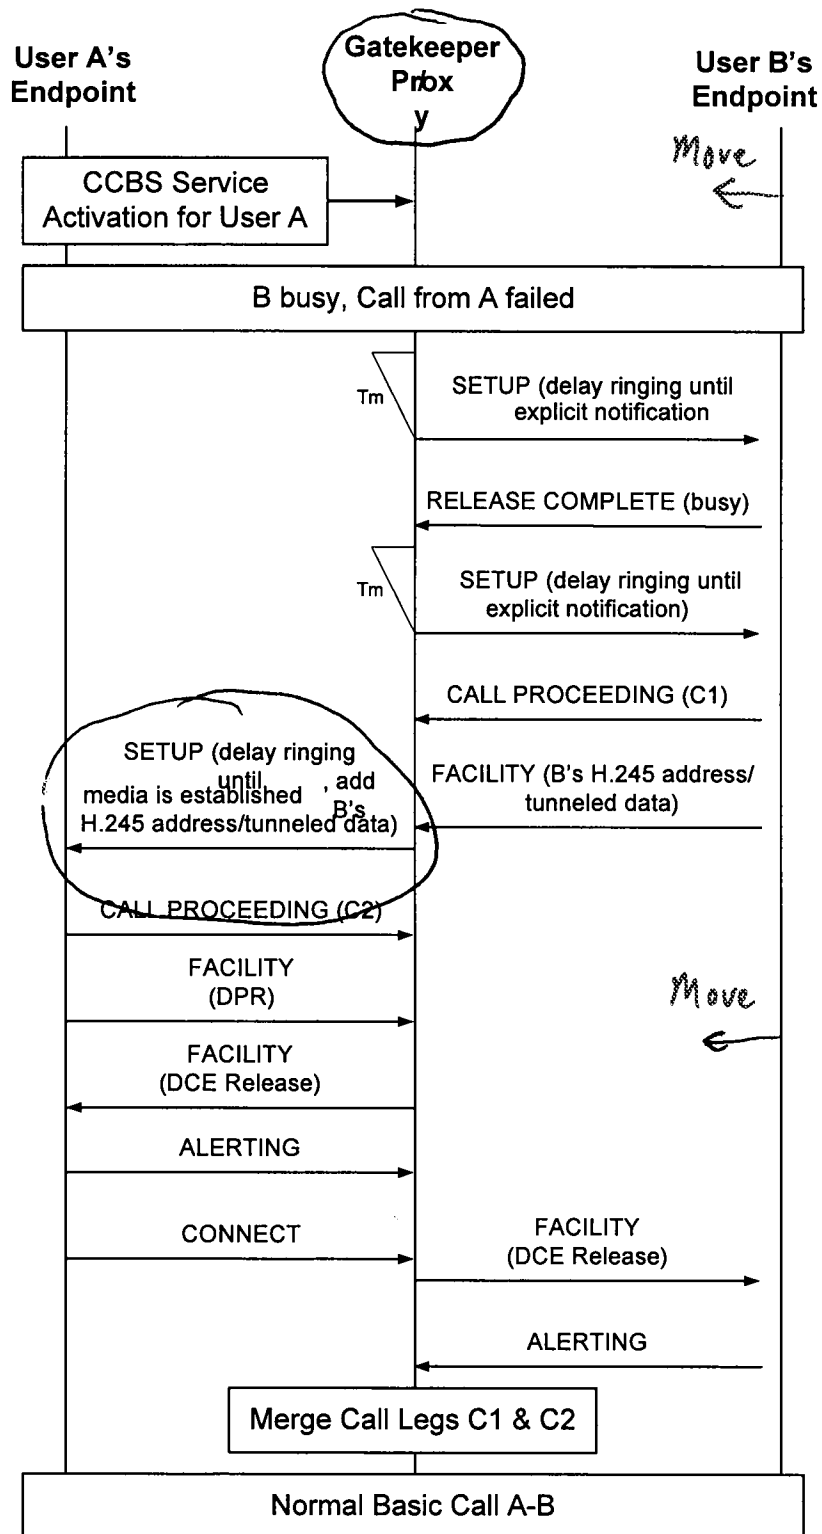 User A's
Endpoint
Gatekeeper
Pr/ox
y
User B's
Endpoint
Move
CCBS Service
Activation for User A
B busy, Call from A failed
Tm
SETUP (delay ringing until
explicit notification
RELEASE COMPLETE (busy)
Tm
SETUP (delay ringing until
explicit notification)
CALL PROCEEDING (C1)
SETUP (delay ringing
until
media is established , add
B's
H.245 address/tunneled data)
FACILITY (B's H.245 address/
tunneled data)
CALL PROCEEDING (C2)
FACILITY
(DPR)
Move
FACILITY
(DCE Release)
ALERTING
CONNECT
FACILITY
(DCE Release)
ALERTING
Merge Call Legs C1 & C2
Normal Basic Call A-B